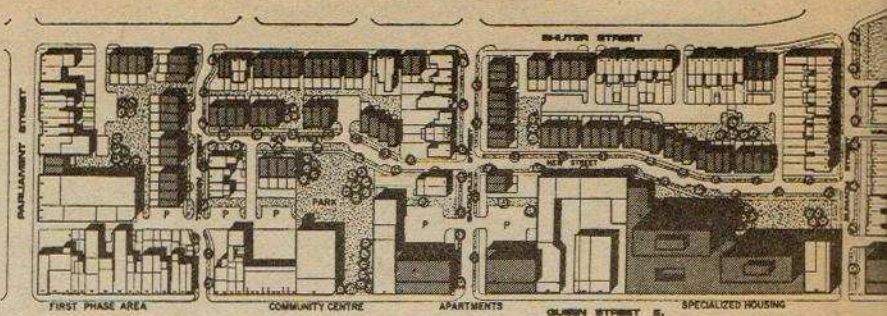 SHUTER STREET
PARLIAMENT STREET
NEW
STREET
PARK
P
P
P
P
P
FIRST PHASE AREA
COMMUNITY CENTRE
APARTMENTS
QUEEN STREET E.
SPECIALIZED HOUSING